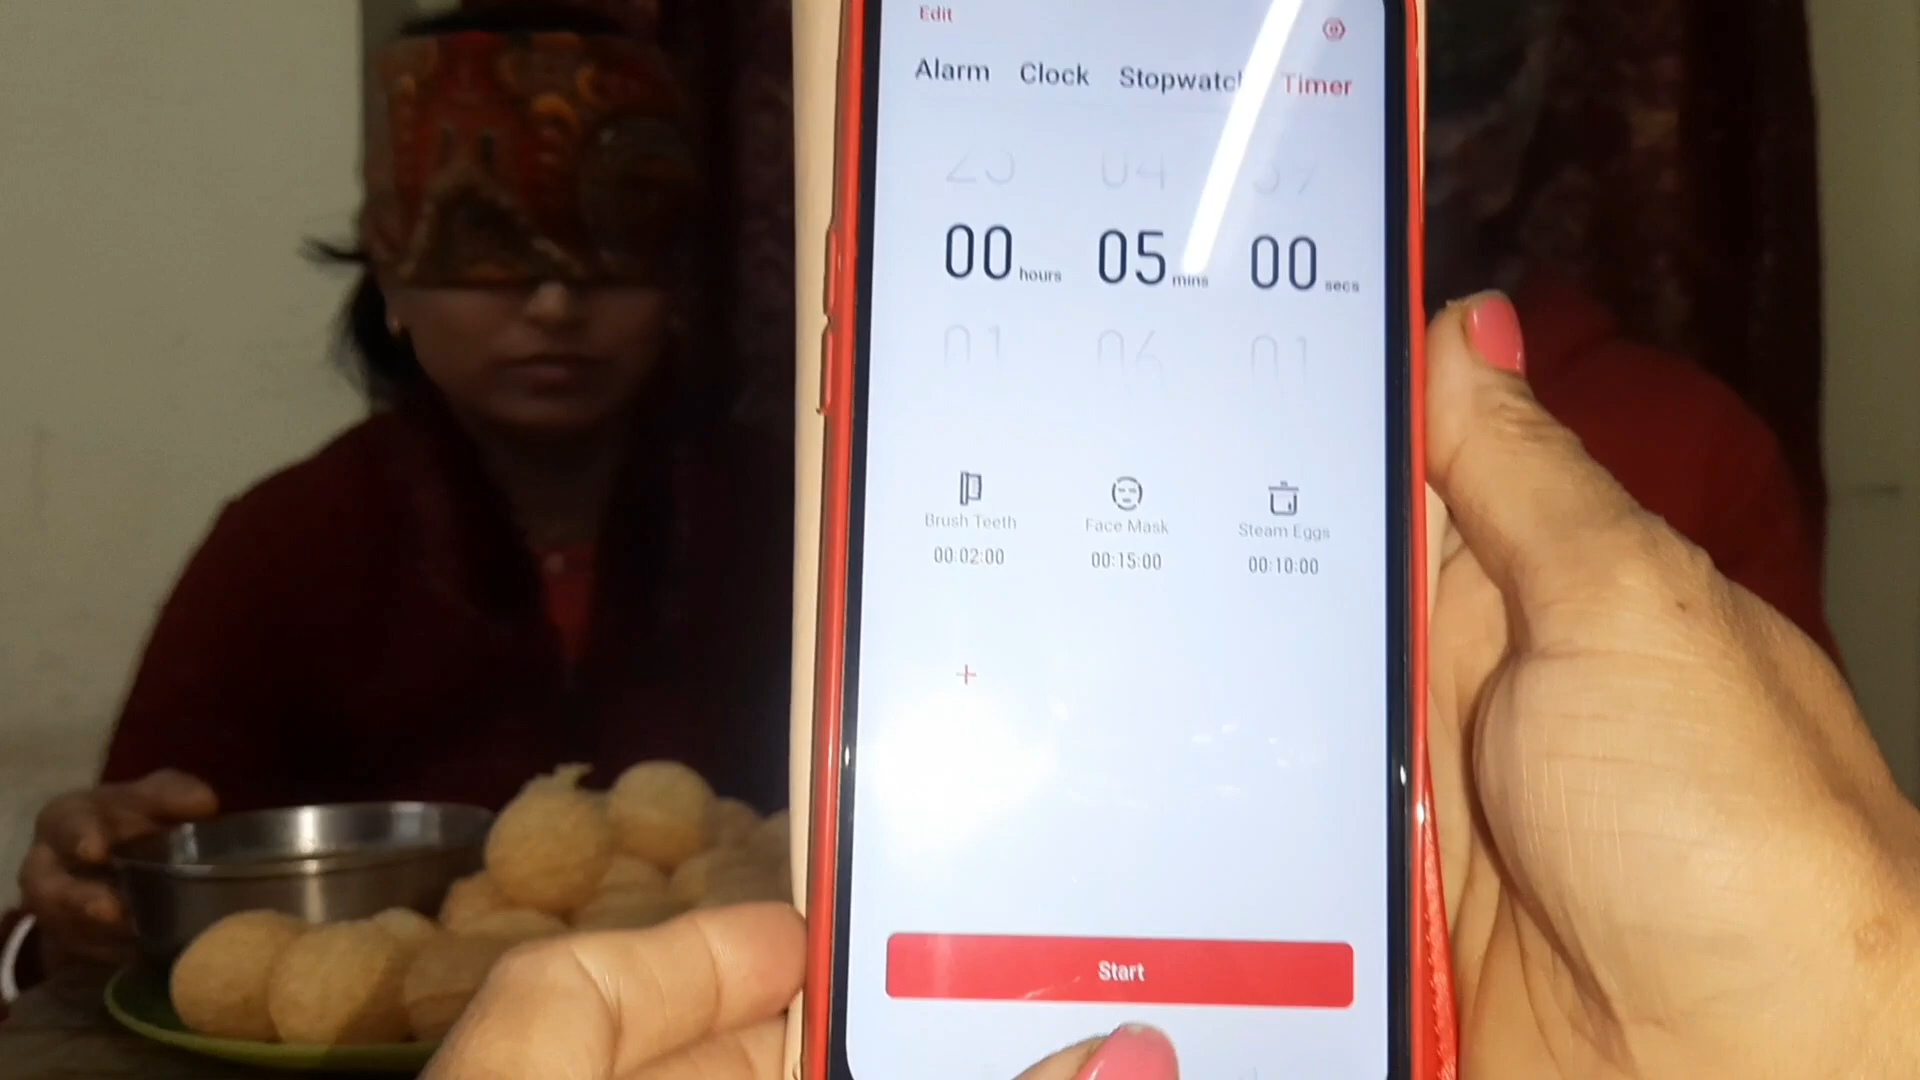 Edit
Alarm Clock Stopwatch Timer
04
00 hours 05 mins 00 secs
01 06 01
Brush Teeth Face Mask Steam Eggs
00:02:00 00:15:00 00:10:00
+
Start